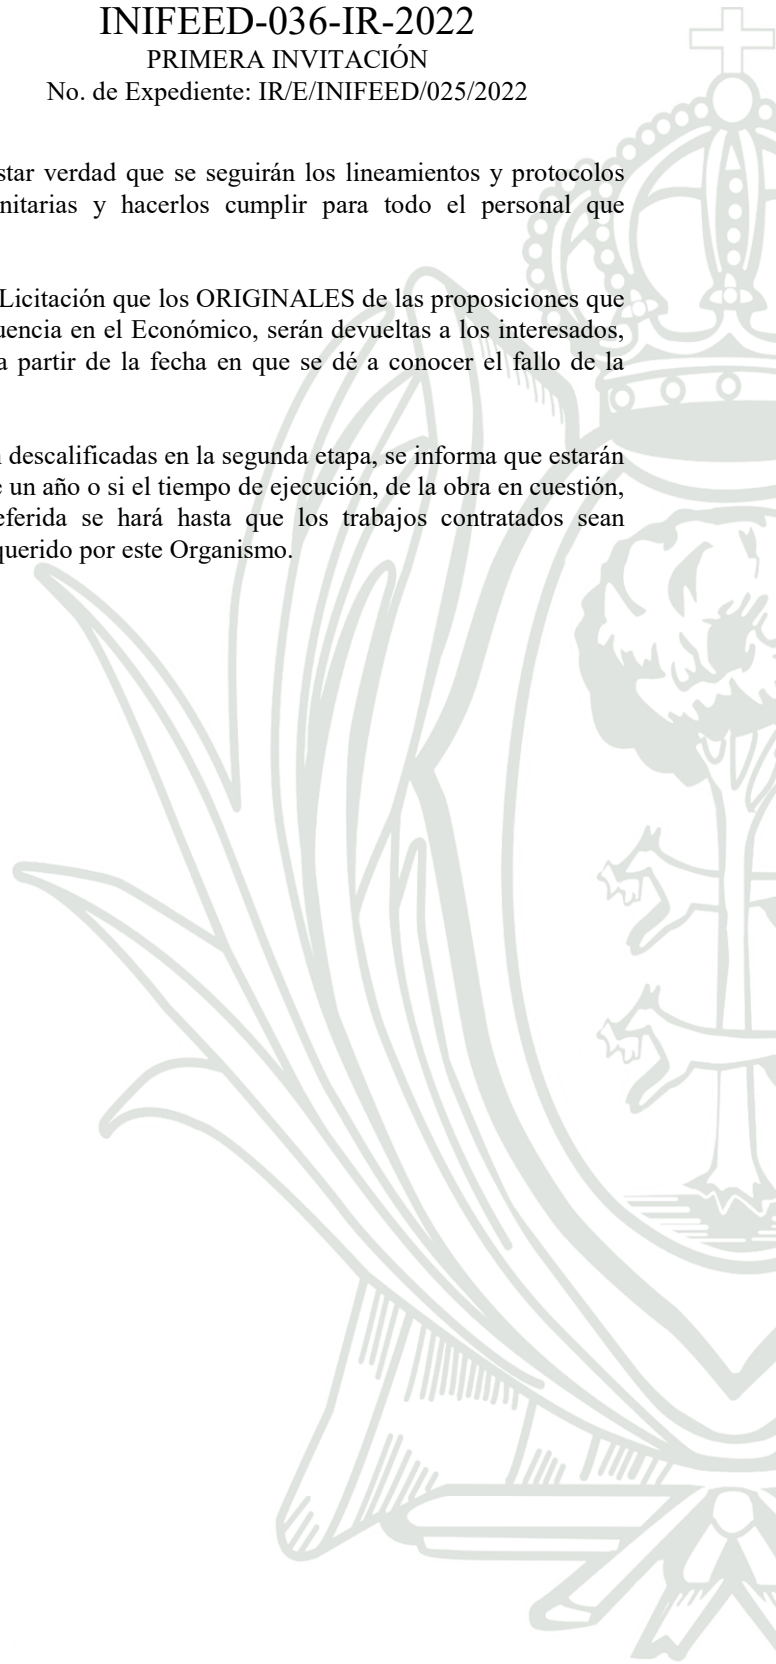 INIFEED-036-IR-2022
PRIMERA INVITACIÓN
No. de Expediente: IR/E/INIFEED/025/2022
star verdad que se seguirán los lineamientos y protocolos
nitarias y hacerlos cumplir para todo el personal que
Licitación que los ORIGINALES de las proposiciones que
uencia en el Económico, serán devueltas a los interesados,
a partir de la fecha en que se dé a conocer el fallo de la
descalificadas en la segunda etapa, se informa que estarán
un año o si el tiempo de ejecución, de la obra en cuestión,
eferida se hará hasta que los trabajos contratados sean
querido por este Organismo.